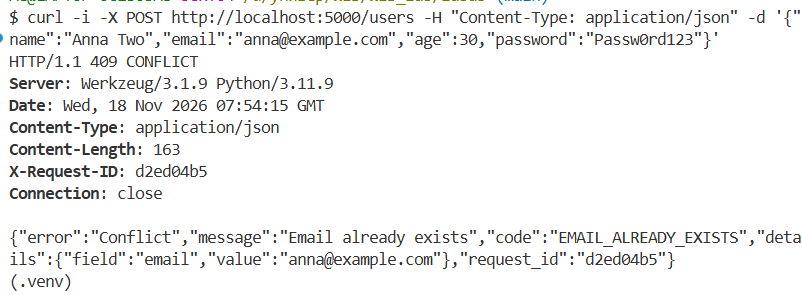 $ curl -i -X POST http://localhost:5000/users -H "Content-Type: application/json" -d '{"
name":"Anna Two","email":"anna@example.com","age":30,"password":"Passw0rd123"}'
HTTP/1.1 409 CONFLICT
Server: Werkzeug/3.1.9 Python/3.11.9
Date: Wed, 18 Nov 2026 07:54:15 GMT
Content-Type: application/json
Content-Length: 163
X-Request-ID: d2ed04b5
Connection: close

{"error":"Conflict","message":"Email already exists","code":"EMAIL_ALREADY_EXISTS","deta
ils":{"field":"email","value":"anna@example.com"},"request_id":"d2ed04b5"}
(.venv)